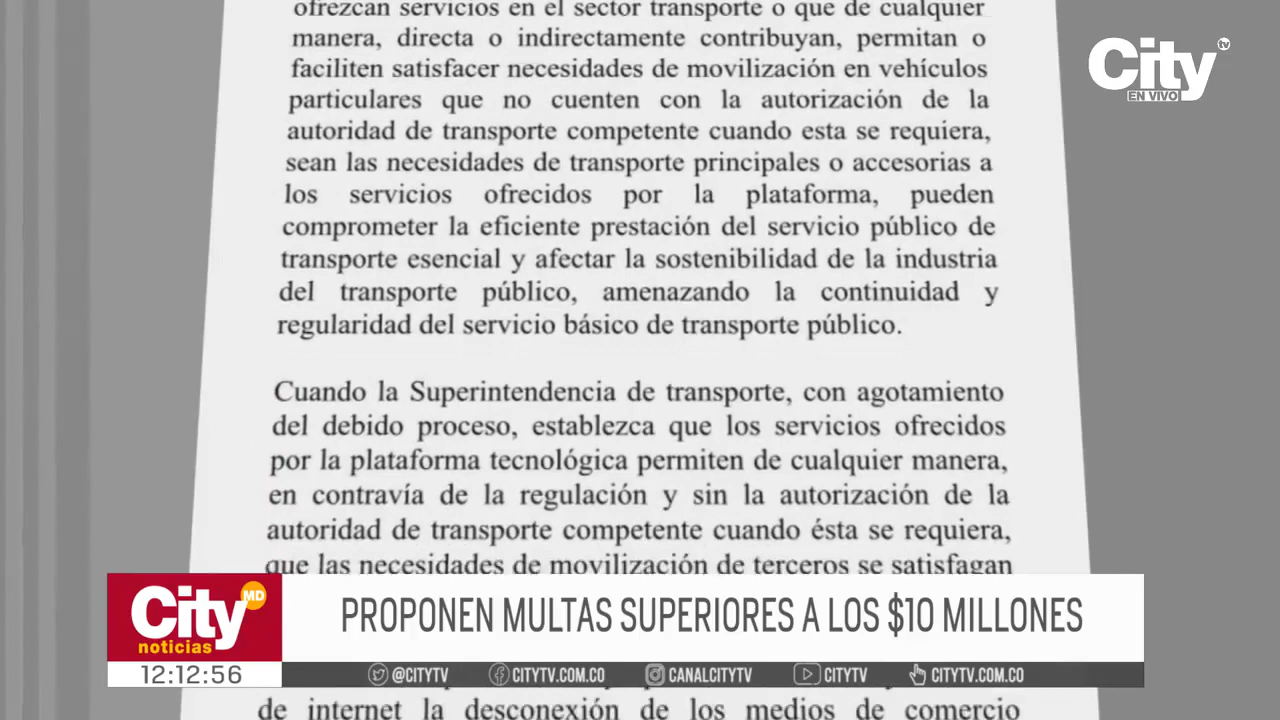 ofrezcan servicios en el sector transporte o que de cualquier
manera, directa o indirectamente contribuyan, permitan o
faciliten satisfacer necesidades de movilización en vehículos
particulares que no cuenten con la autorización de la
autoridad de transporte competente cuando esta se requiera,
sean las necesidades de transporte principales o accesorias a
los servicios ofrecidos por la plataforma, pueden
comprometer la eficiente prestación del servicio público de
transporte esencial y afectar la sostenibilidad de la industria
del transporte público, amenazando la continuidad y
regularidad del servicio básico de transporte público.
Cuando la Superintendencia de transporte, con agotamiento
del debido proceso, establezca que los servicios ofrecidos
por la plataforma tecnológica permiten de cualquier manera,
en contravía de la regulación y sin la autorización de la
autoridad de transporte competente cuando ésta se requiera,
que las necesidades de movilización de terceros se satisfagan
de internet la desconexión de los medios de comercio
City tv
EN VIVO
City MD
noticias
12:12:56
PROPONEN MULTAS SUPERIORES A LOS $10 MILLONES
@CITYTV CITYTV.COM.CO CANALCITYTV CITYTV CITYTV.COM.CO